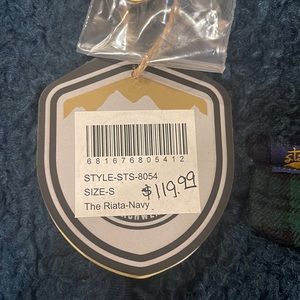 681676805412
STYLE-STS-8054
SIZE-S
$119.99
The Riata-Navy